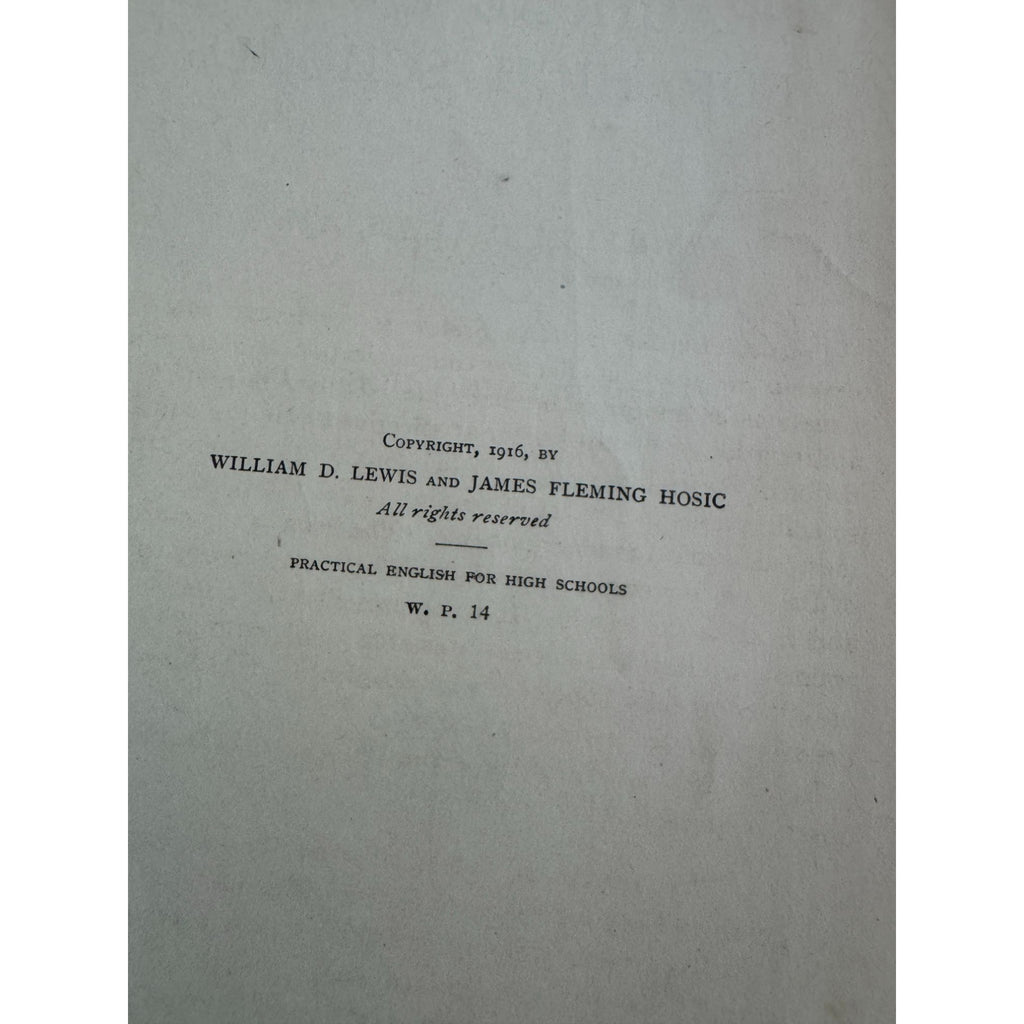 COPYRIGHT, 1916, BY
WILLIAM D. LEWIS AND JAMES FLEMING HOSIC
All rights reserved
PRACTICAL ENGLISH FOR HIGH SCHOOLS
W. P. 14